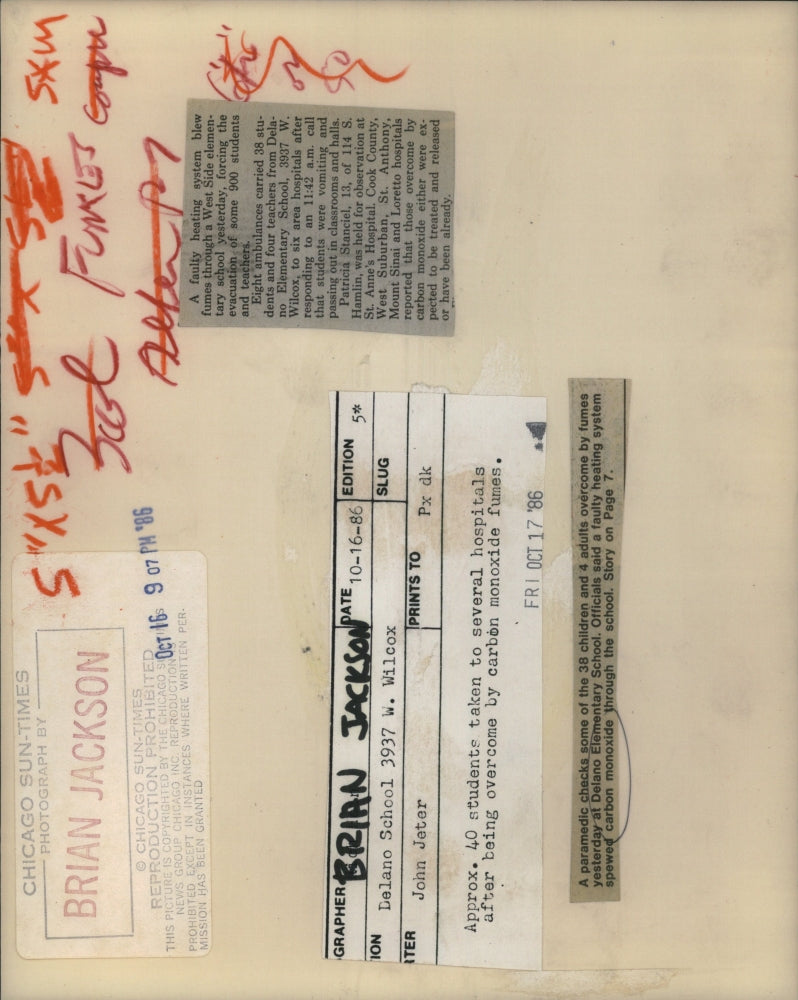 CHICAGO SUN-TIMES
PHOTOGRAPH BY
BRIAN JACKSON
© CHICAGO SUN-TIMES
REPRODUCTION PROHIBITED
THIS PICTURE IS COPYRIGHTED BY THE CHICAGO
NEWS GROUP CHICAGO INC. REPRODUCTION
PROHIBITED EXCEPT IN INSTANCES WHERE WRITTEN PER-
MISSION HAS BEEN GRANTED
OCT 16 9 07 PM '86
5" X 5½"
A faulty heating system blew
fumes through a West Side elemen-
tary school yesterday, forcing the
evacuation of some 900 students
and teachers.
Eight ambulances carried 38 stu-
dents and four teachers from Dela-
no Elementary School, 3937 W.
Wilcox, to six area hospitals after
responding to an 11:42 a.m. call
that students were vomiting and
passing out in classrooms and halls.
Patricia Stanciel, 13, of 114 S.
Hamlin, was held for observation at
St. Anne's Hospital. Cook County,
West Suburban, St. Anthony,
Mount Sinai and Loretto hospitals
reported that those overcome by
carbon monoxide either were ex-
pected to be treated and released
or have been already.
GRAPHER BRIAN JACKSON DATE 10-16-86 EDITION 5*
ION Delano School 3937 W. Wilcox SLUG
TER John Jeter PRINTS TO Px dk
Approx. 40 students taken to several hospitals
after being overcome by carbon monoxide fumes.
FRI OCT 17 '86
A paramedic checks some of the 38 children and 4 adults overcome by fumes
yesterday at Delano Elementary School. Officials said a faulty heating system
spewed carbon monoxide through the school. Story on Page 7.